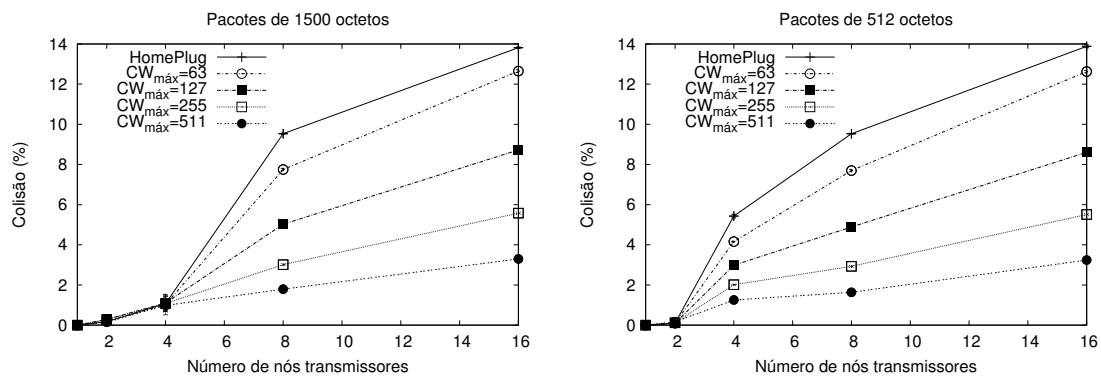 Pacotes de 1500 octetos
Colisão (%)
14
12
10
8
6
4
2
0
HomePlug
CWmáx=63
CWmáx=127
CWmáx=255
CWmáx=511
2 4 6 8 10 12 14 16
Número de nós transmissores
Pacotes de 512 octetos
Colisão (%)
14
12
10
8
6
4
2
0
HomePlug
CWmáx=63
CWmáx=127
CWmáx=255
CWmáx=511
2 4 6 8 10 12 14 16
Número de nós transmissores